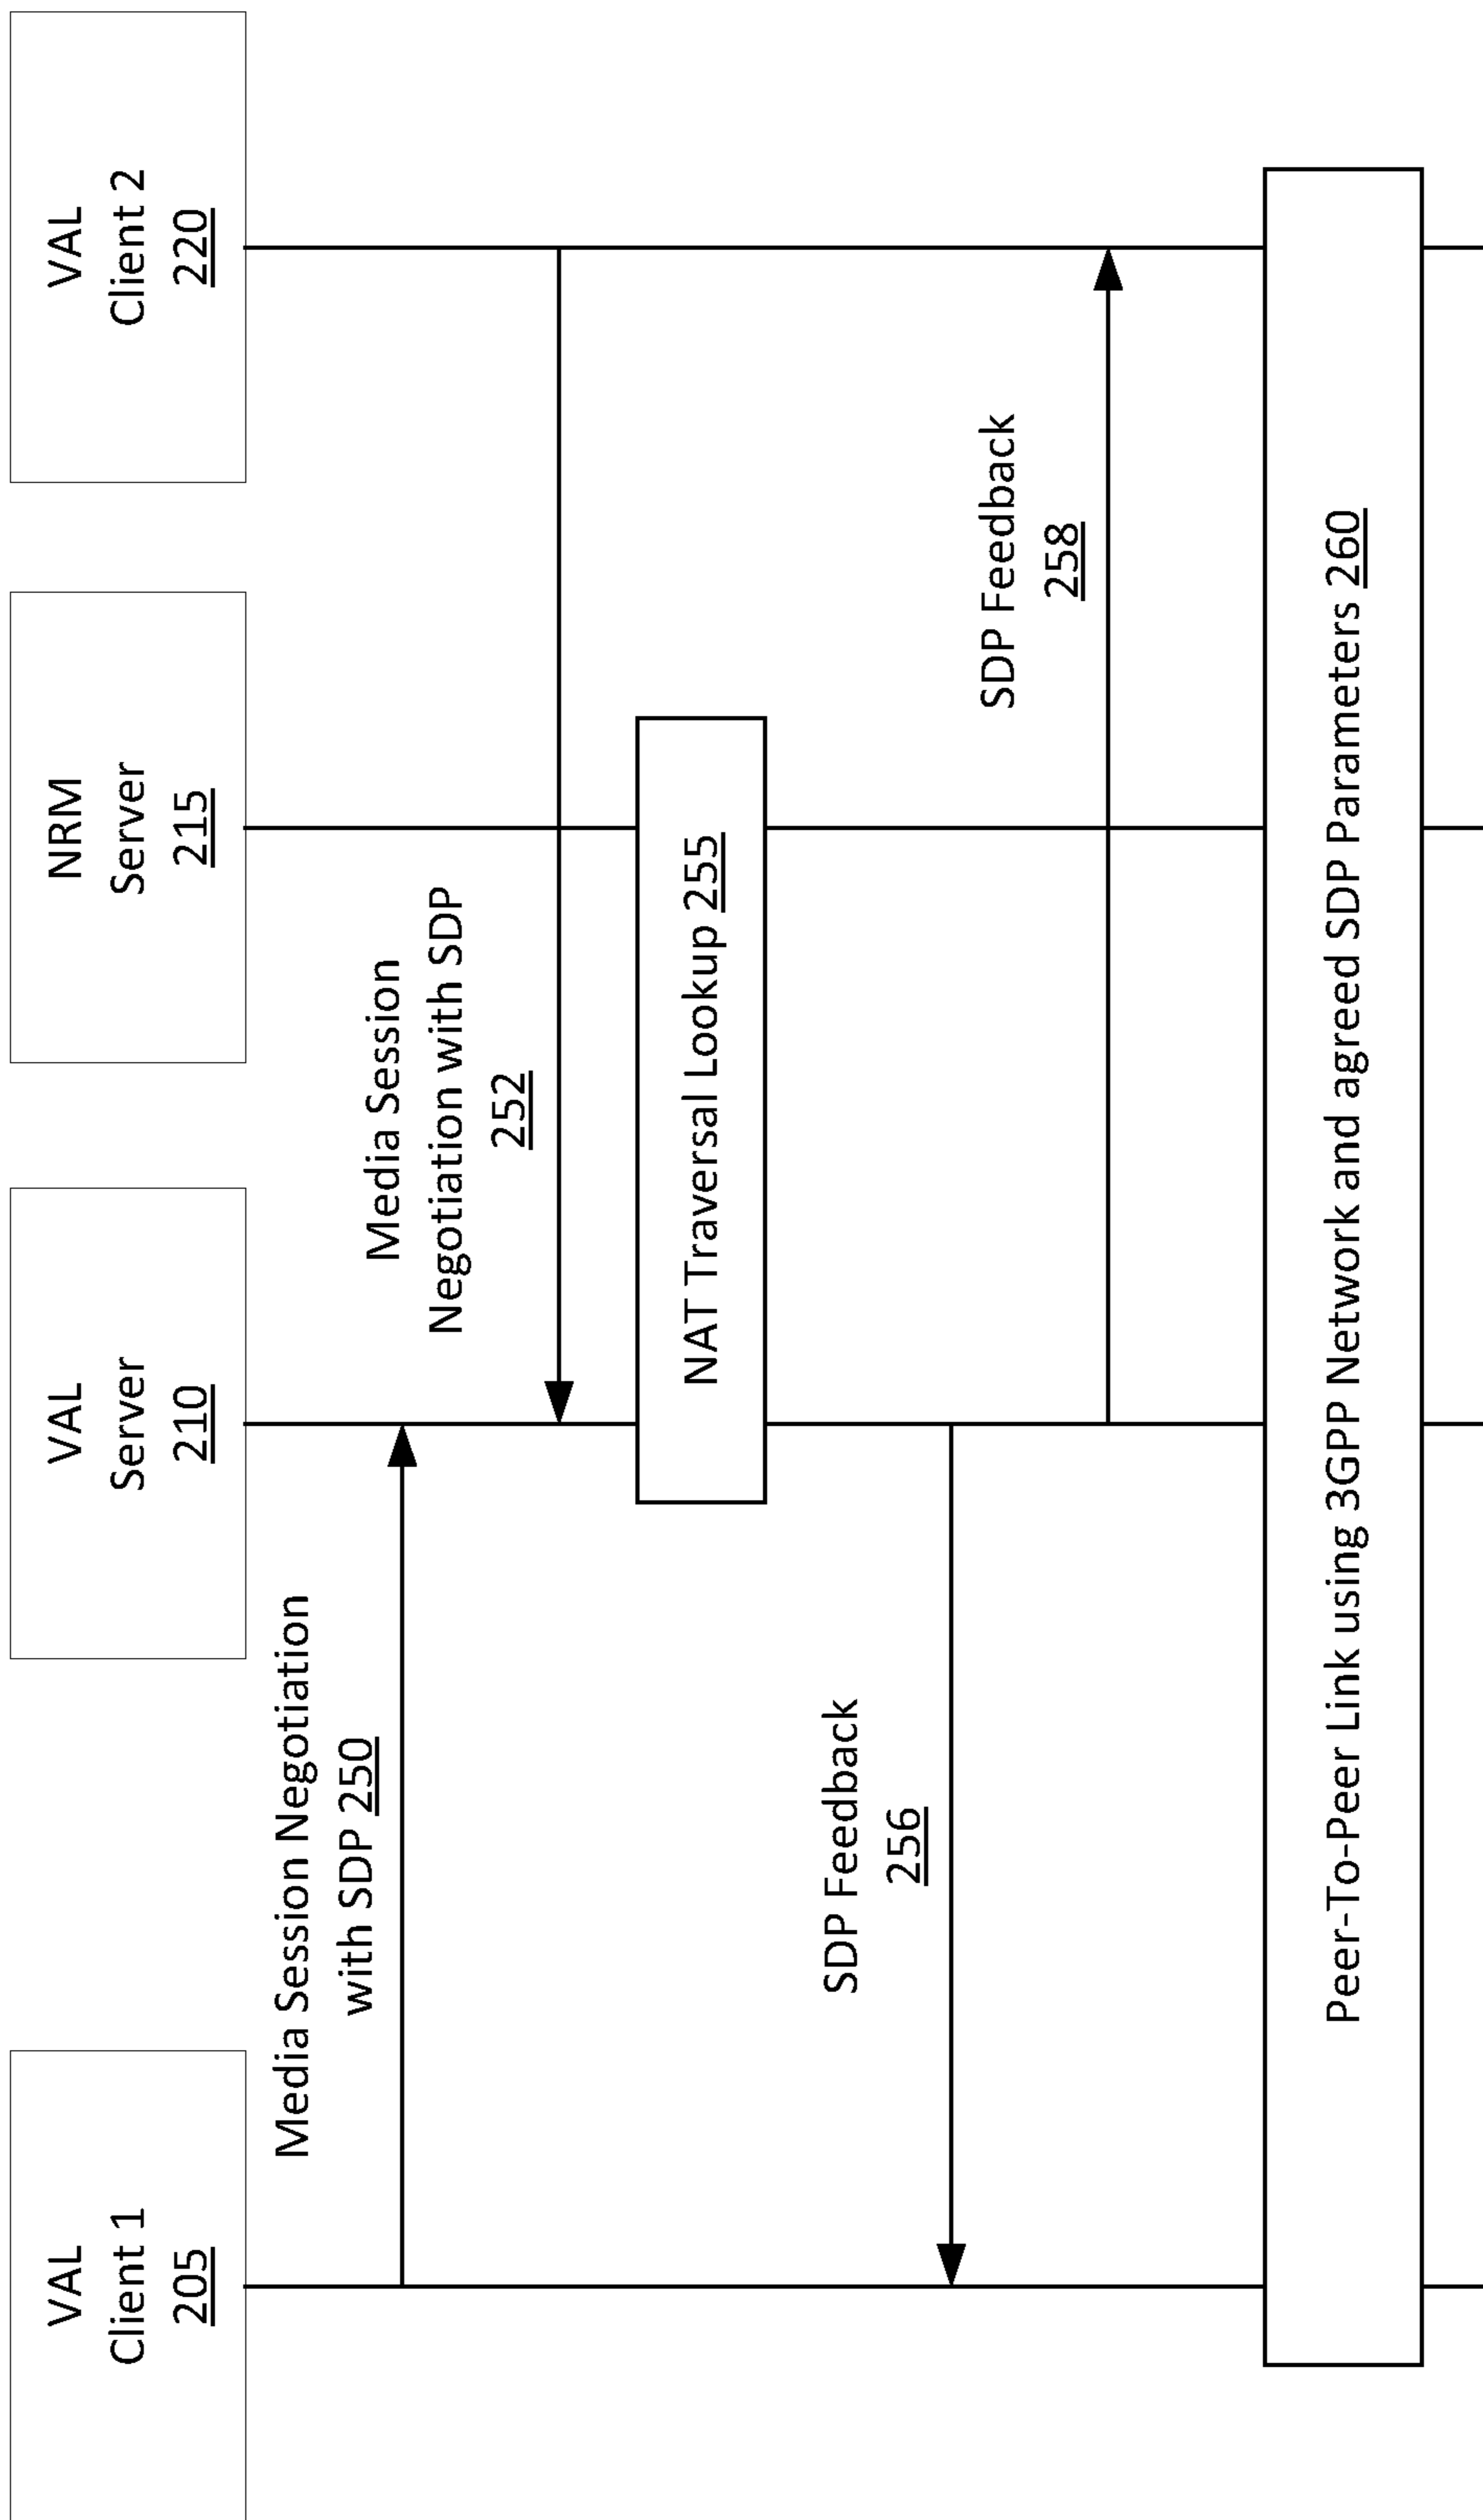 VAL
Client 1
205
VAL
Server
210
NRM
Server
215
VAL
Client 2
220
Media Session Negotiation
with SDP 250
Media Session
Negotiation with SDP
252
NAT Traversal Lookup 255
SDP Feedback
256
SDP Feedback
258
Peer-To-Peer Link using 3GPP Network and agreed SDP Parameters 260